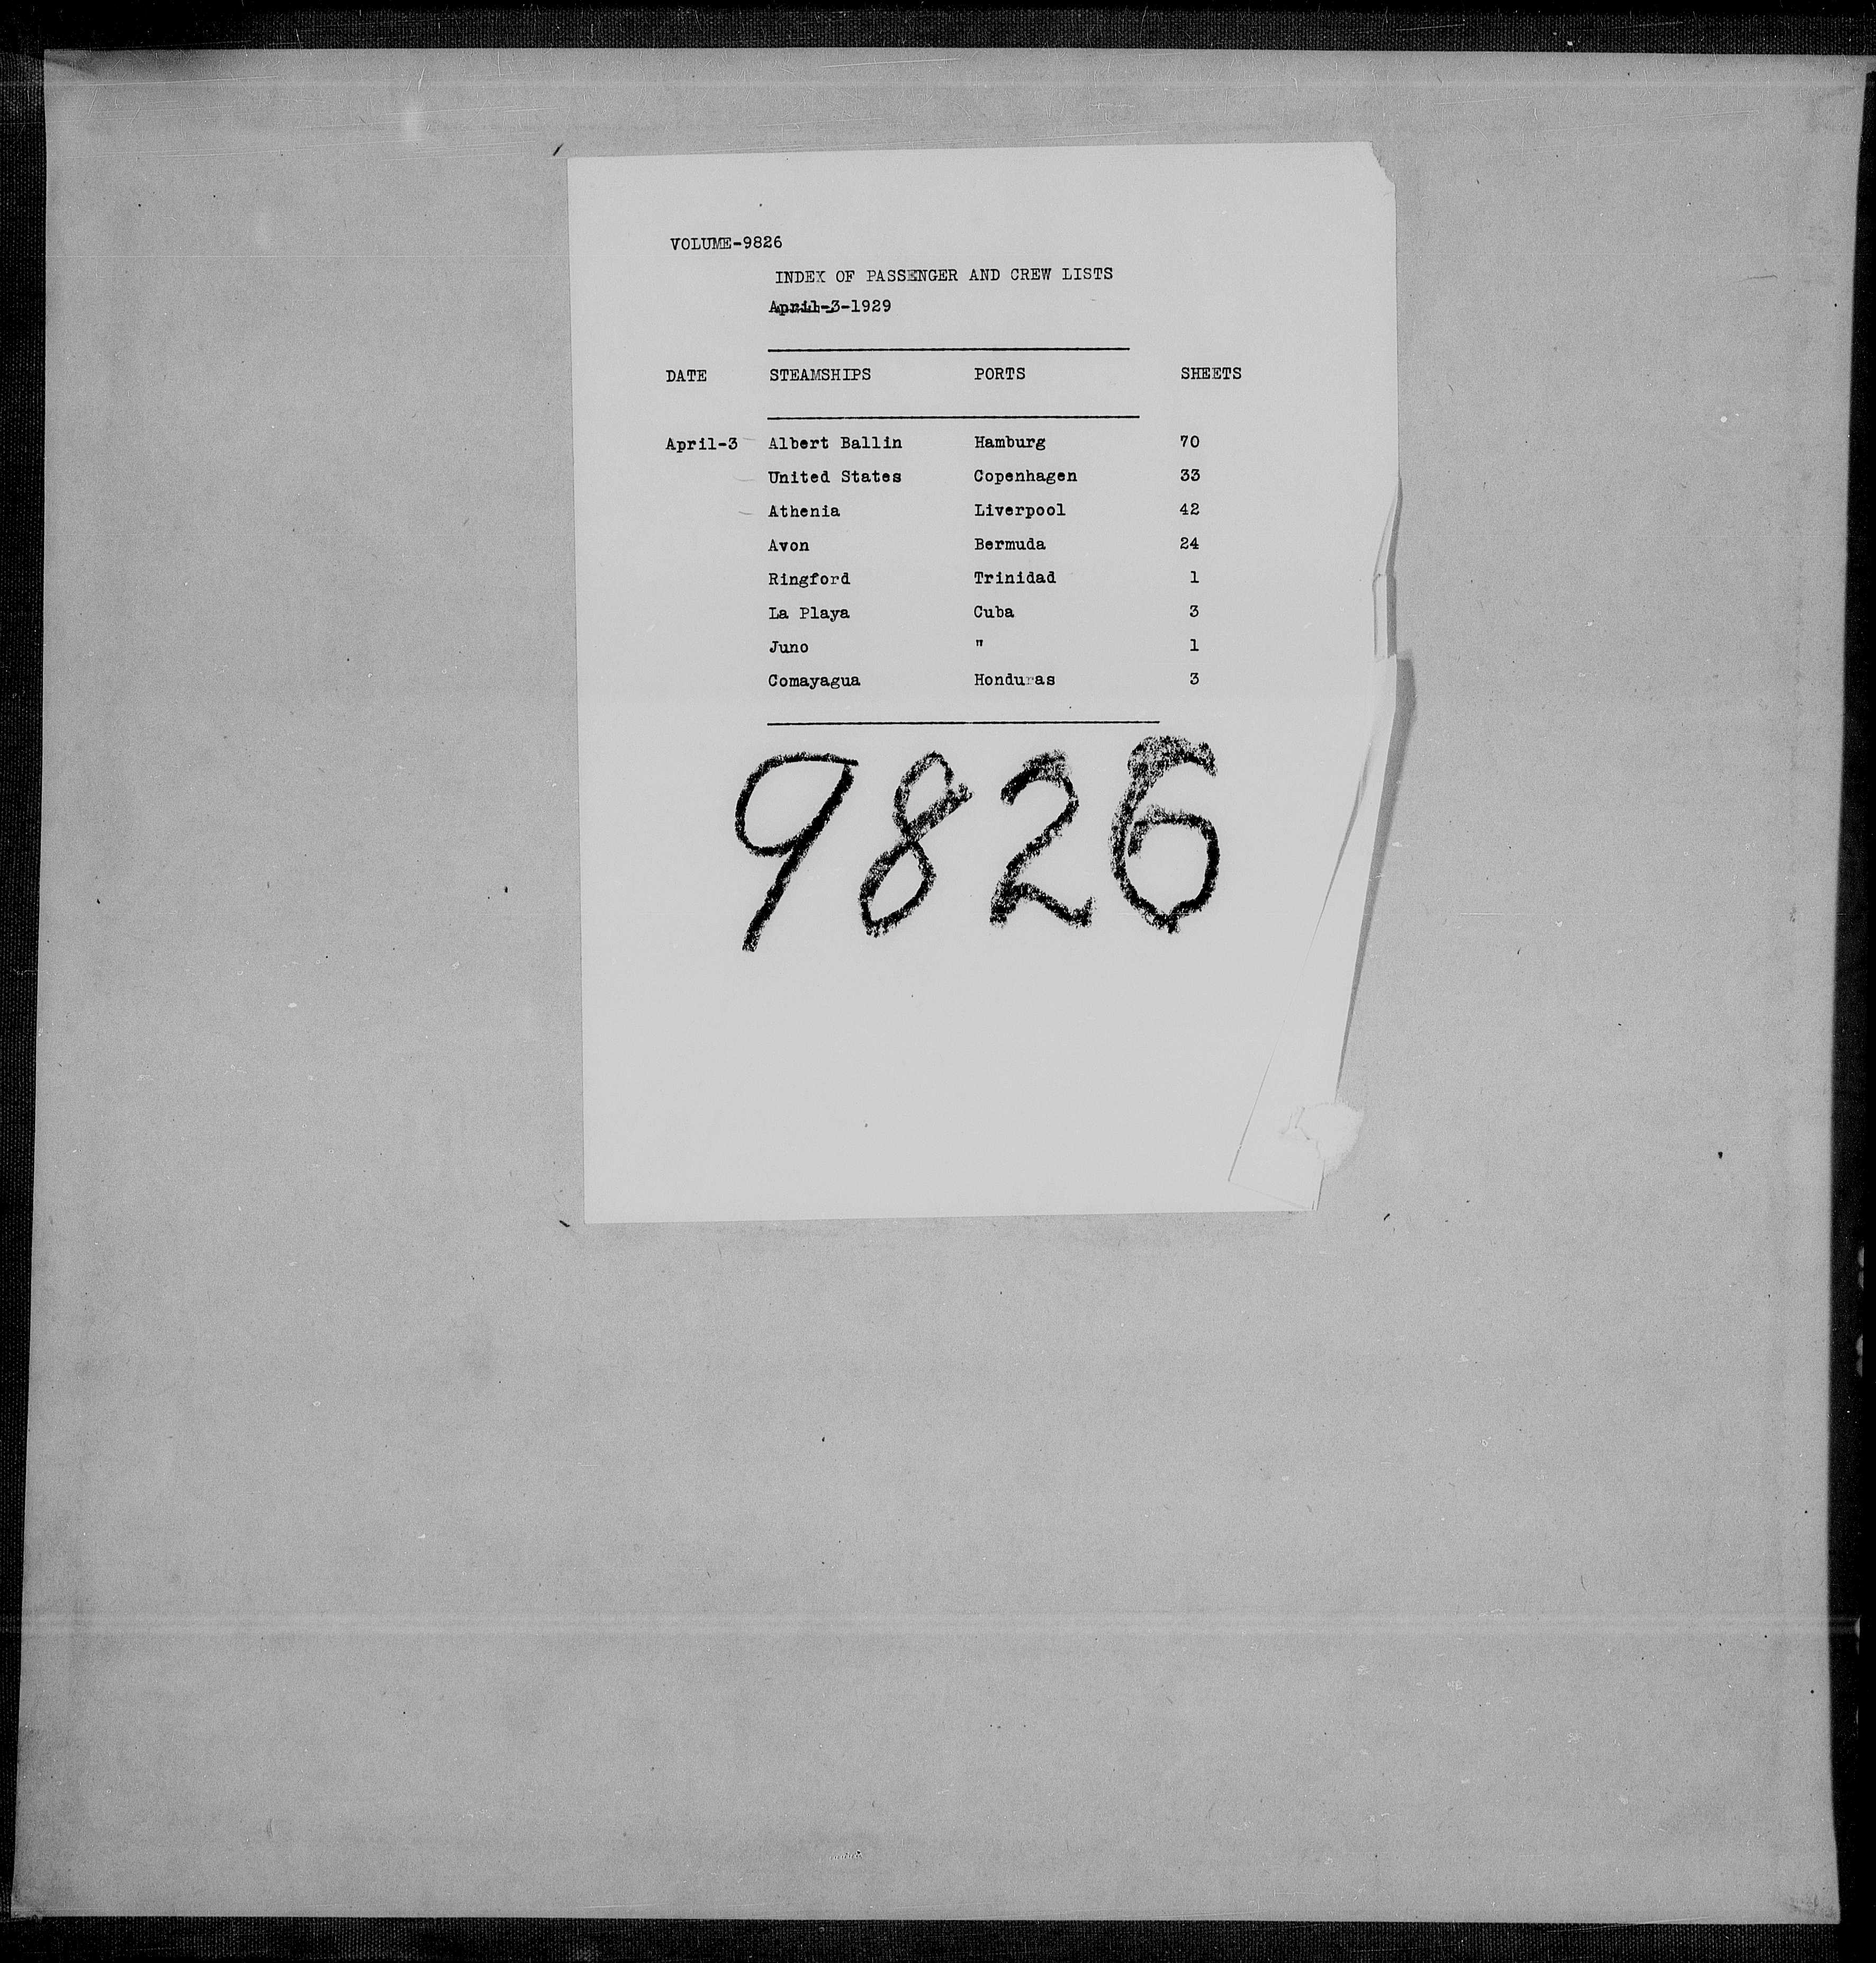 VOLUME-9826
INDEX OF PASSENGER AND CREW LISTS
April-3-1929
DATE STEAMSHIPS PORTS SHEETS
April-3 Albert Ballin Hamburg 70
United States Copenhagen 33
Athenia Liverpool 42
Avon Bermuda 24
Ringford Trinidad 1
La Playa Cuba 3
Juno " 1
Comayagua Honduras 3
9826